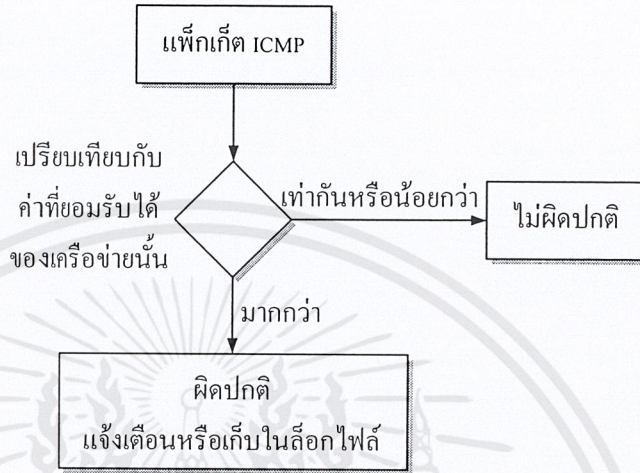 แพ็กเก็ต ICMP
เปรียบเทียบกับ
ค่าที่ยอมรับได้
ของเครือข่ายนั้น
เท่ากันหรือน้อยกว่า
ไม่ผิดปกติ
มากกว่า
ผิดปกติ
แจ้งเตือนหรือเก็บในล็อกไฟล์